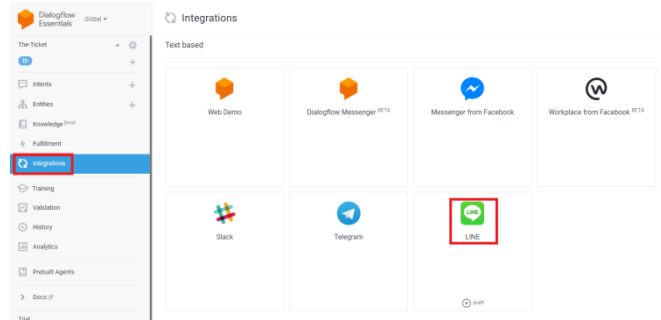 Dialogflow
Essentials
Global
Integrations
The-Ticket
th
Text based
Intents
Entities
Knowledge [beta]
Fulfillment
Integrations
Training
Validation
History
Analytics
Prebuilt Agents
Docs
Trial
Web Demo
Dialogflow Messenger BETA
Messenger from Facebook
Workplace from Facebook BETA
Slack
Telegram
LINE
LINE